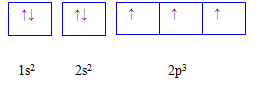 ↑↓ ↑↓ ↑ ↑ ↑
1s² 2s² 2p³